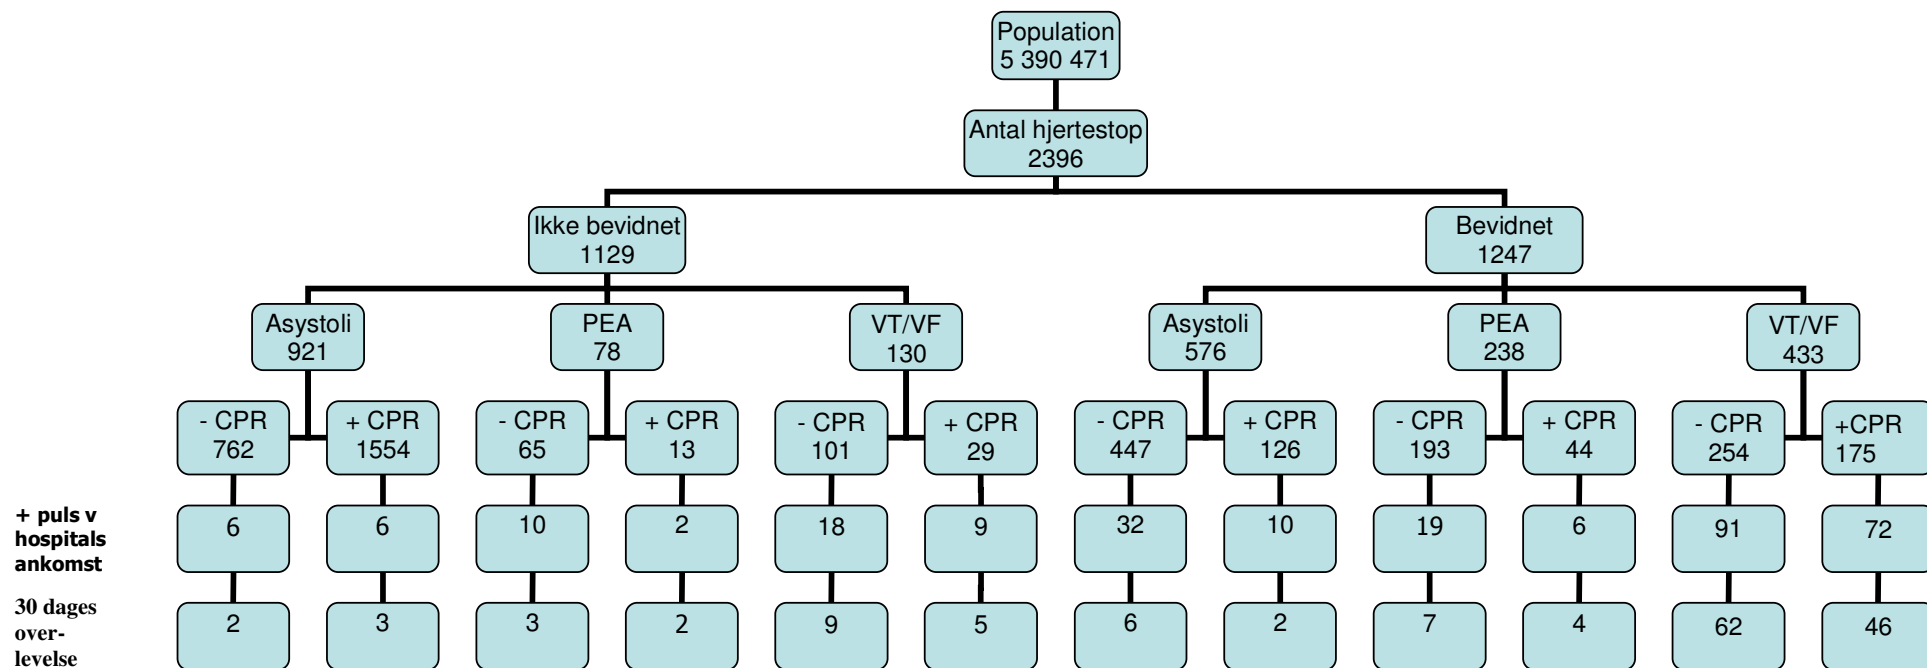 Population
5 390 471
Antal hjertestop
2396
Ikke bevidnet
1129
Bevidnet
1247
Asystoli
921
PEA
78
VT/VF
130
Asystoli
576
PEA
238
VT/VF
433
- CPR
762
+ CPR
1554
- CPR
65
+ CPR
13
- CPR
101
+ CPR
29
- CPR
447
+ CPR
126
- CPR
193
+ CPR
44
- CPR
254
+CPR
175
+ puls v
hospitals
ankomst
6
6
10
2
18
9
32
10
19
6
91
72
30 dages
over-
levelse
2
3
3
2
9
5
6
2
7
4
62
46